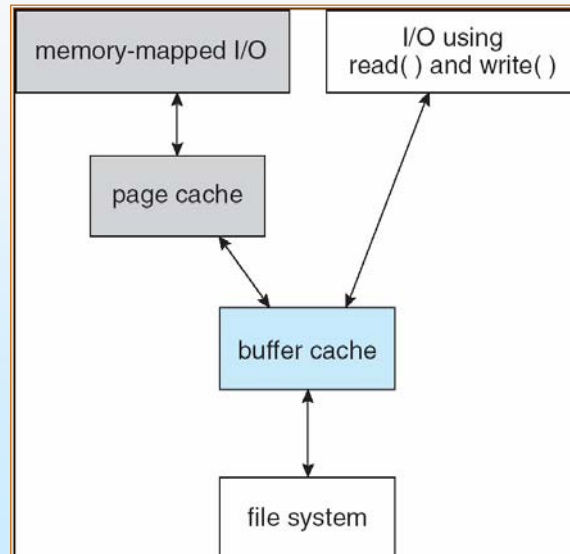 memory-mapped I/O
I/O using
read( ) and write( )
page cache
buffer cache
file system